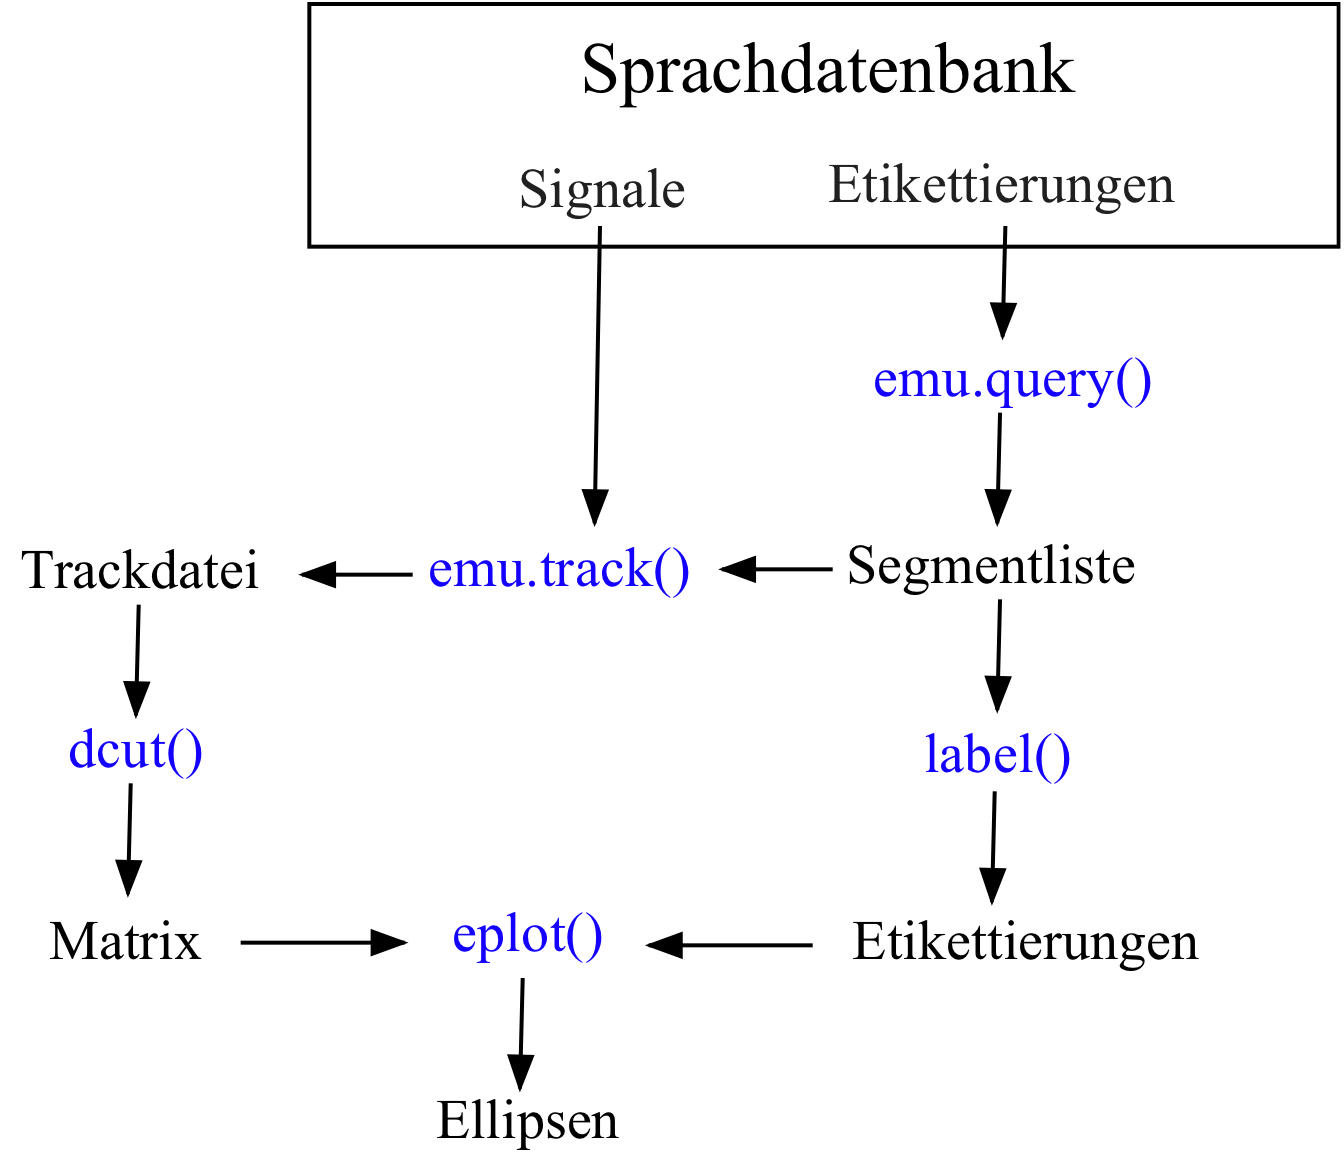 Sprachdatenbank
Signale
Etikettierungen
emu.query()
Trackdatei
emu.track()
Segmentliste
dcut()
label()
Matrix
eplot()
Etikettierungen
Ellipsen